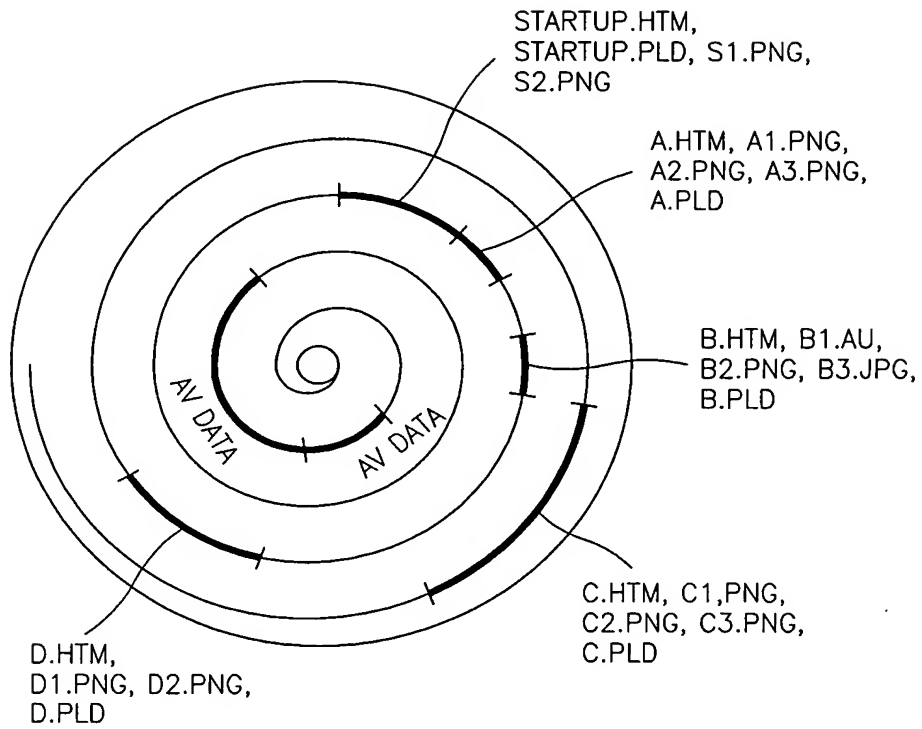 STARTUP.HTM,
STARTUP.PLD, S1.PNG,
S2.PNG
A.HTM, A1.PNG,
A2.PNG, A3.PNG,
A.PLD
B.HTM, B1.AU,
B2.PNG, B3.JPG,
B.PLD
AV DATA
AV DATA
C.HTM, C1,PNG,
C2.PNG, C3.PNG,
C.PLD
D.HTM,
D1.PNG, D2.PNG,
D.PLD